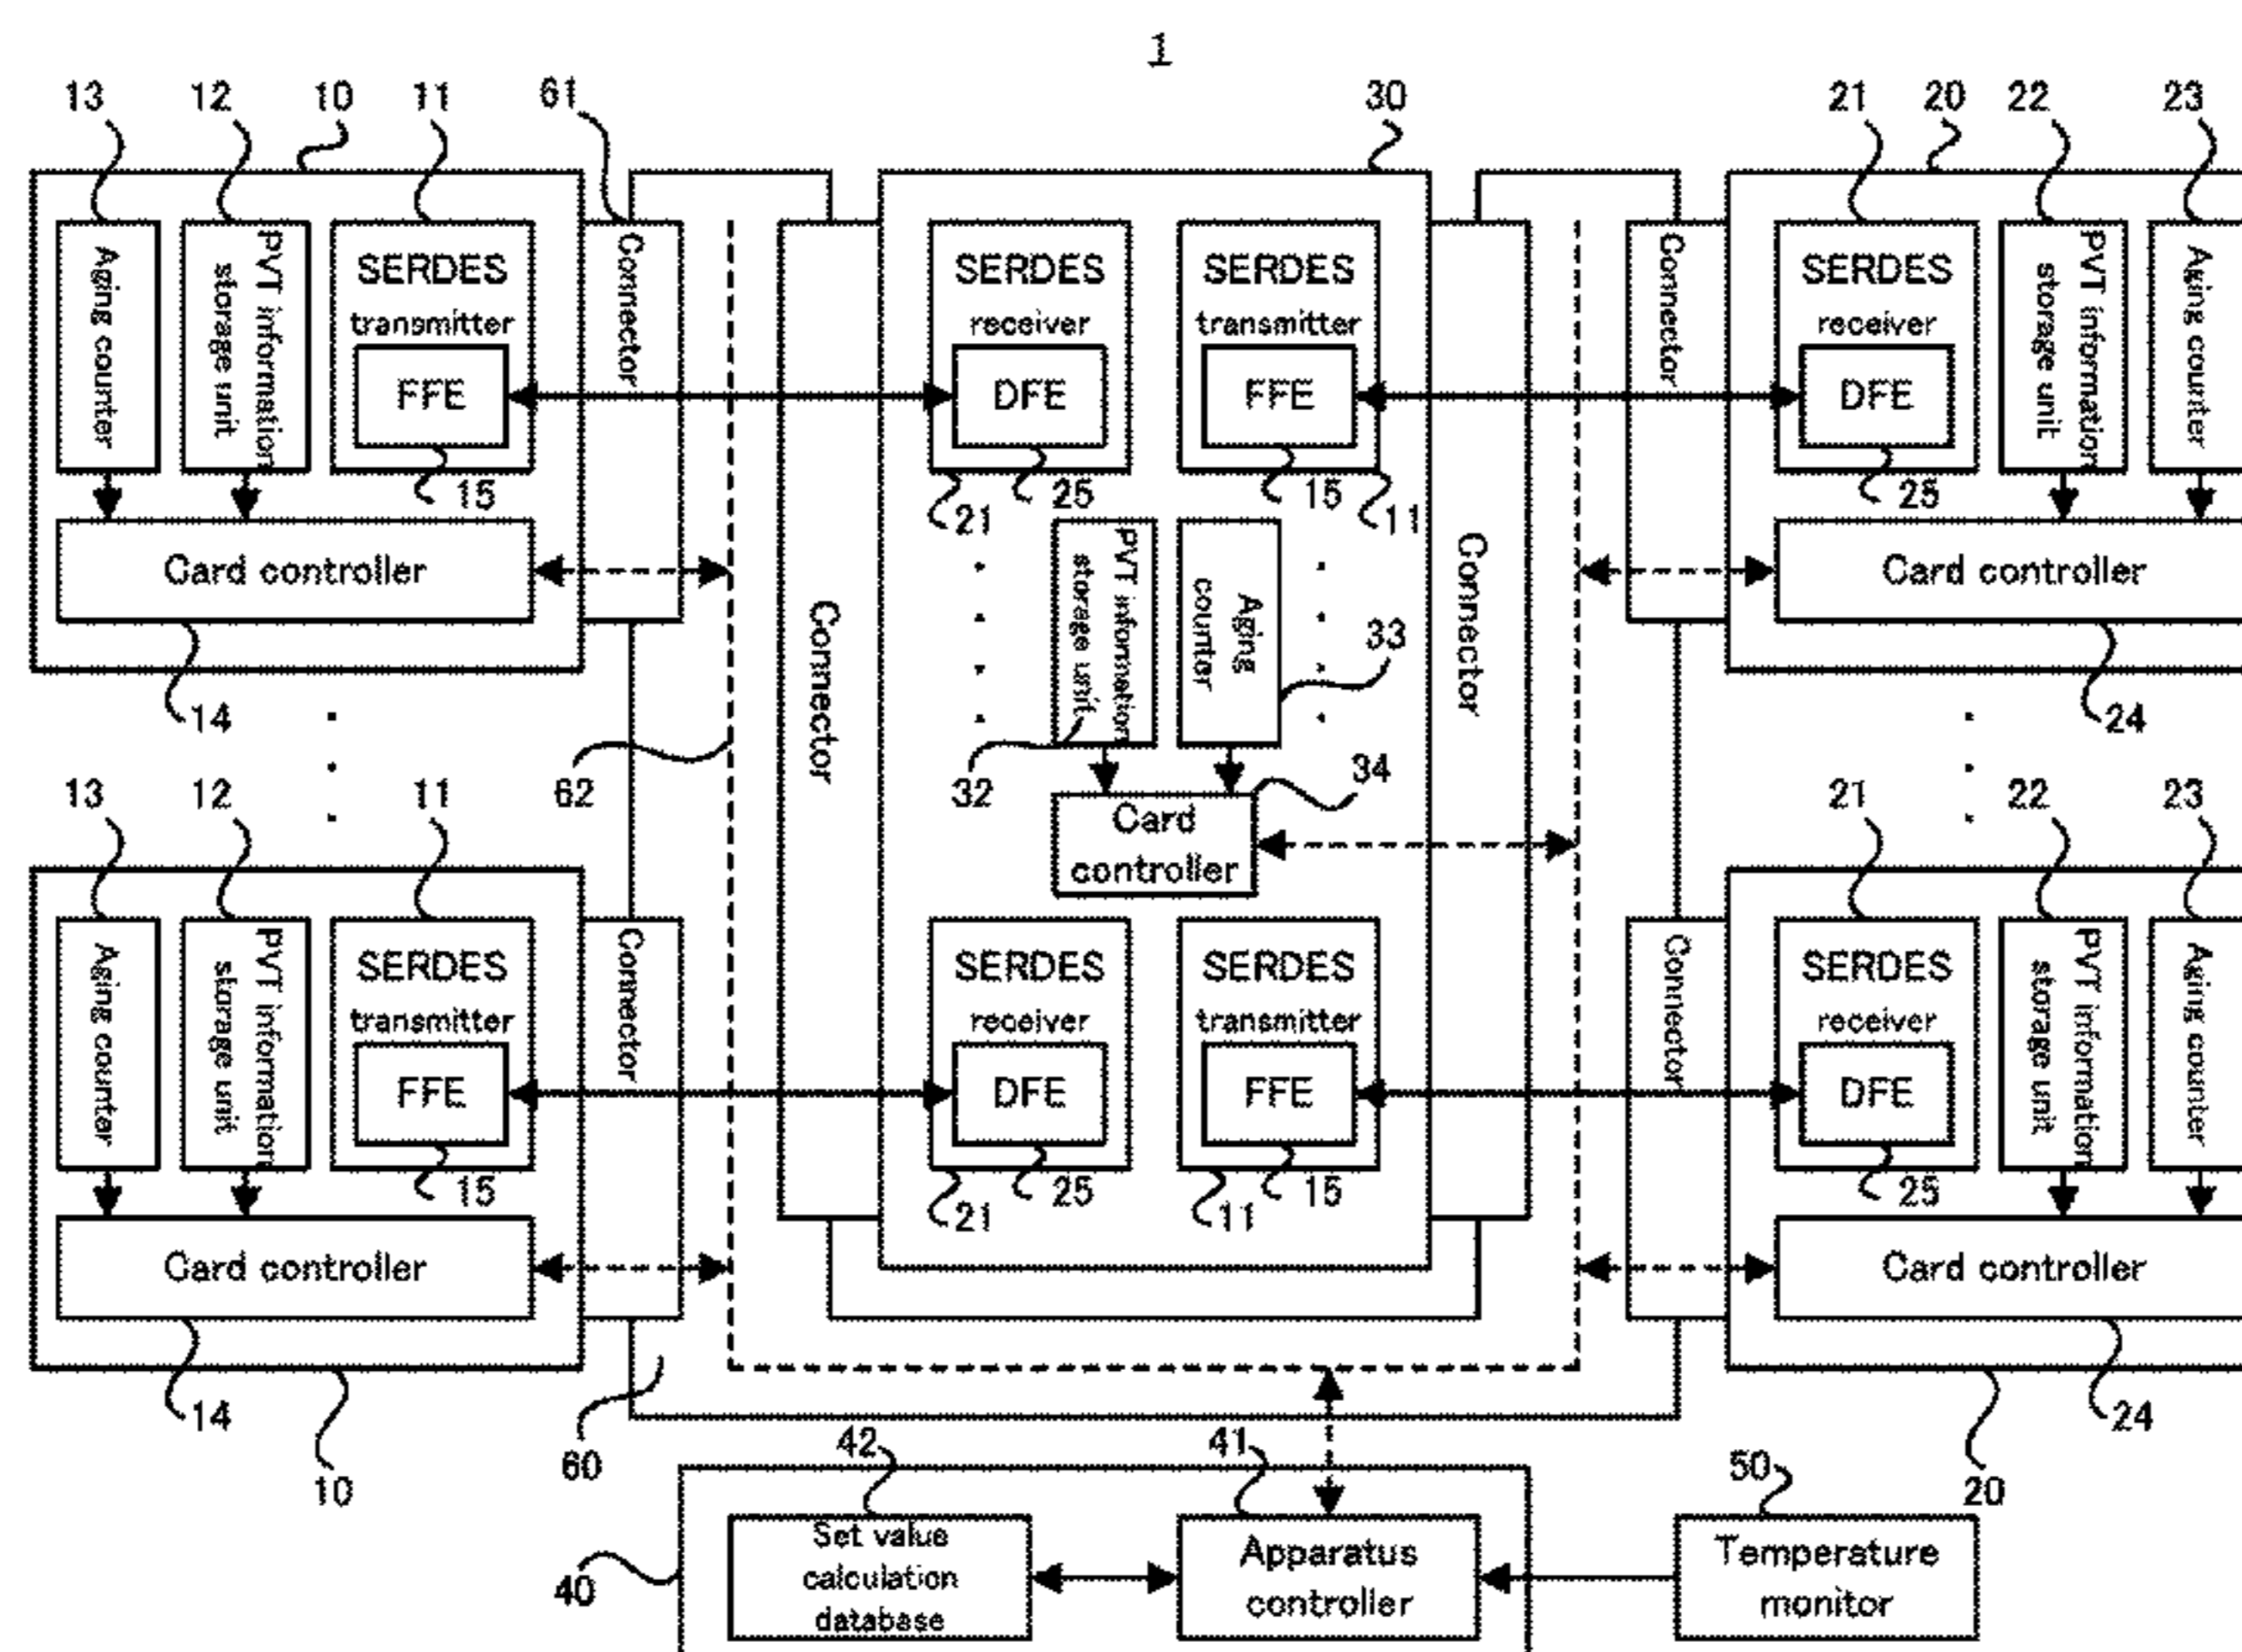 1
13 12 10 11 61 30 21 20 22 23
Aging counter
PVT information
storage unit
SERDES
transmitter
FFE
15
Card controller
14
Connector
Connector
SERDES
receiver
DFE
25
21
SERDES
transmitter
FFE
15
11
PVT information
storage unit
32
Aging
counter
33
Card
controller
34
Connector
Connector
SERDES
receiver
DFE
25
PVT information
storage unit
Aging counter
Card controller
24
62
13 12 11 21 22 23
Aging counter
PVT information
storage unit
SERDES
transmitter
FFE
15
Card controller
14
10
Connector
SERDES
receiver
DFE
25
21
SERDES
transmitter
FFE
15
11
Connector
SERDES
receiver
DFE
25
PVT information
storage unit
Aging counter
Card controller
24
20
60
42 41 50
40
Set value
calculation
database
Apparatus
controller
Temperature
monitor